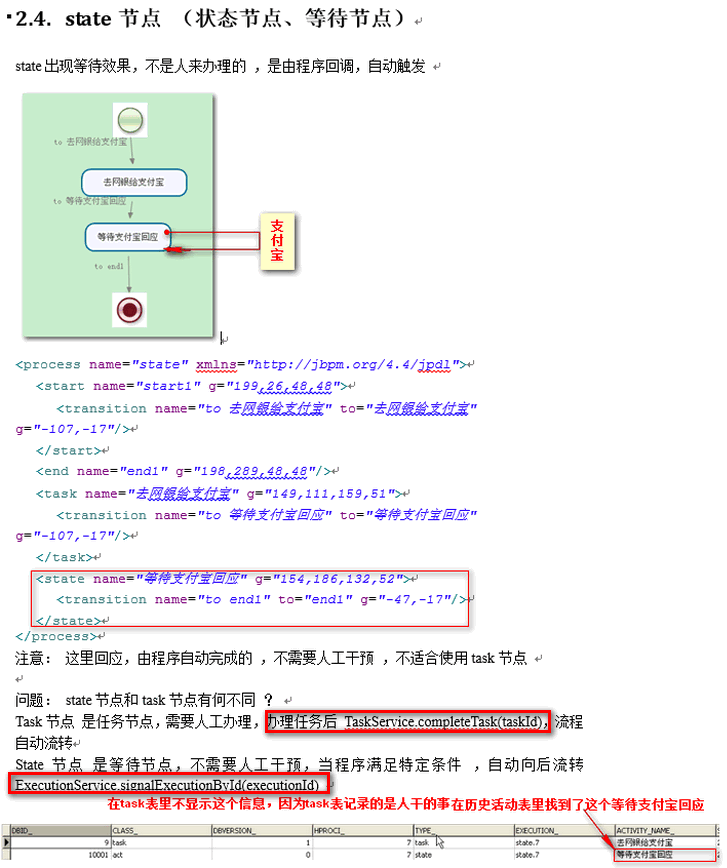 2.4. state 节点 （状态节点、等待节点）
state 出现等待效果，不是人来办理的 ，是由程序回调，自动触发
to 去网银给支付宝
去网银给支付宝
to 等待支付宝回应
等待支付宝回应
支付宝
to end1
<process name="state" xmlns="http://jbpm.org/4.4/jpdl">
<start name="start1" g="199,26,48,48">
<transition name="to 去网银给支付宝" to="去网银给支付宝"
g="-107,-17"/>
</start>
<end name="end1" g="198,289,48,48"/>
<task name="去网银给支付宝" g="149,111,159,51">
<transition name="to 等待支付宝回应" to="等待支付宝回应"
g="-107,-17"/>
</task>
<state name="等待支付宝回应" g="154,186,132,52">
<transition name="to end1" to="end1" g="-47,-17"/>
</state>
</process>
注意： 这里回应，由程序自动完成的 ，不需要人工干预 ，不适合使用 task 节点
问题： state 节点和 task 节点有何不同 ？
Task 节点 是任务节点，需要人工办理，办理任务后 TaskService.completeTask(taskId)，流程
自动流转
State 节点 是等待节点，不需要人工干预，当程序满足特定条件 ，自动向后流转
ExecutionService.signalExecutionById(executionId)
在task表里不显示这个信息，因为task表记录的是人干的事在历史活动表里找到了这个等待支付宝回应
DBID_ CLASS_ DBVERSION_ HPROCI_ TYPE_ EXECUTION_ ACTIVITY_NAME_ S
9 task 1 7 task state.7 去网银给支付宝
10001 act 0 7 state state.7 等待支付宝回应